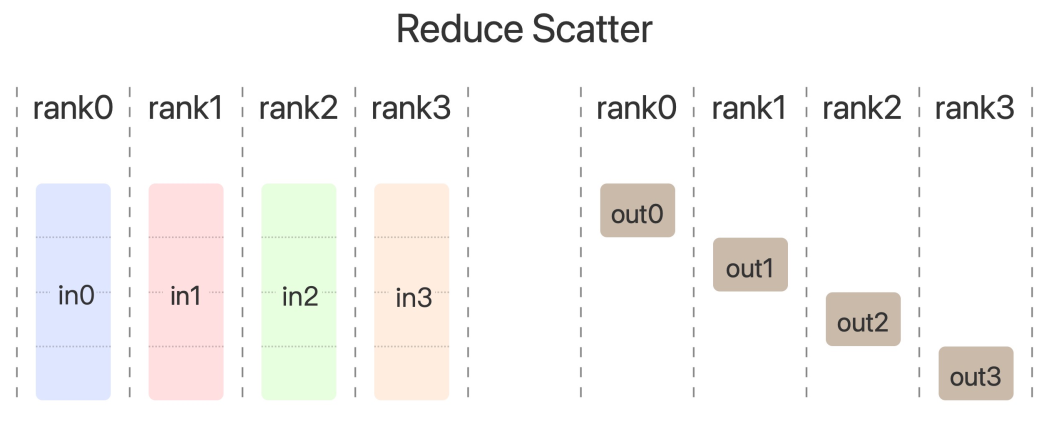 Reduce Scatter
rank0 rank1 rank2 rank3 rank0 rank1 rank2 rank3
out0
out1
in0 in1 in2 in3
out2
out3